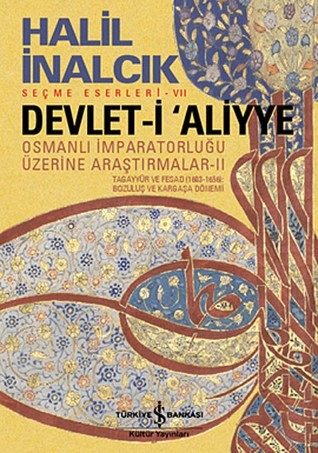 HALİL
İNALCIK
SEÇME ESERLERİ - VII
DEVLET-İ ‘ALİYYE
OSMANLI İMPARATORLUĞU
ÜZERİNE ARAŞTIRMALAR-II
TAGAYYÜR VE FESAD (1603-1656):
BOZULUŞ VE KARGAŞA DÖNEMİ
TÜRKİYE İŞ BANKASI
Kültür Yayınları